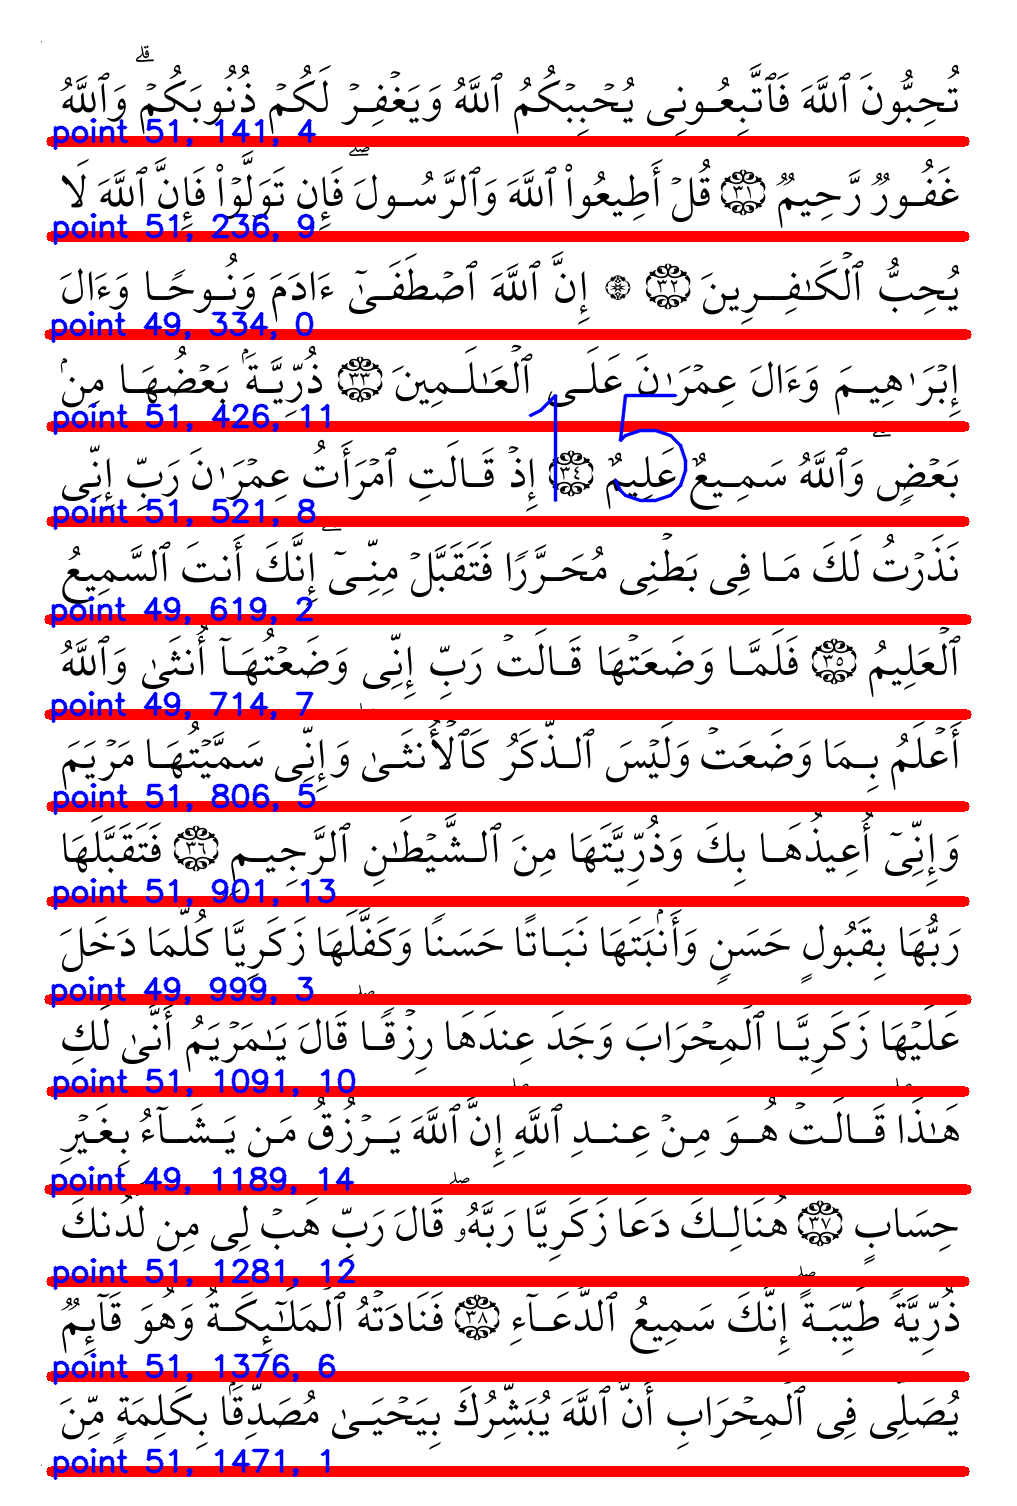 تُحِبُّونَ ٱللَّهَ فَٱتَّبِعُونِى يُحْبِبْكُمُ ٱللَّهُ وَيَغْفِرْ لَكُمْ ذُنُوبَكُمْ ۗ وَٱللَّهُ
point 51, 141, 4
غَفُورٌ رَّحِيمٌ ٣١ قُلْ أَطِيعُوا۟ ٱللَّهَ وَٱلرَّسُولَ ۖ فَإِن تَوَلَّوْا۟ فَإِنَّ ٱللَّهَ لَا
point 51, 236, 9
يُحِبُّ ٱلْكَـٰفِرِينَ ٣٢ ۞ إِنَّ ٱللَّهَ ٱصْطَفَىٰٓ ءَادَمَ وَنُوحًا وَءَالَ
point 49, 334, 0
إِبْرَٰهِيمَ وَءَالَ عِمْرَٰنَ عَلَى ٱلْعَـٰلَمِينَ ٣٣ ذُرِّيَّةًۢ بَعْضُهَا مِنۢ
point 51, 426, 11
15
بَعْضٍ ۗ وَٱللَّهُ سَمِيعٌ عَلِيمٌ ٣٤ إِذْ قَالَتِ ٱمْرَأَتُ عِمْرَٰنَ رَبِّ إِنِّى
point 51, 521, 8
نَذَرْتُ لَكَ مَا فِى بَطْنِى مُحَرَّرًا فَتَقَبَّلْ مِنِّىٓ ۖ إِنَّكَ أَنتَ ٱلسَّمِيعُ
point 49, 619, 2
ٱلْعَلِيمُ ٣٥ فَلَمَّا وَضَعَتْهَا قَالَتْ رَبِّ إِنِّى وَضَعْتُهَآ أُنثَىٰ وَٱللَّهُ
point 49, 714, 7
أَعْلَمُ بِمَا وَضَعَتْ وَلَيْسَ ٱلذَّكَرُ كَٱلْأُنثَىٰ ۖ وَإِنِّى سَمَّيْتُهَا مَرْيَمَ
point 51, 806, 5
وَإِنِّىٓ أُعِيذُهَا بِكَ وَذُرِّيَّتَهَا مِنَ ٱلشَّيْطَـٰنِ ٱلرَّجِيمِ ٣٦ فَتَقَبَّلَهَا
point 51, 901, 13
رَبُّهَا بِقَبُولٍ حَسَنٍ وَأَنۢبَتَهَا نَبَاتًا حَسَنًا وَكَفَّلَهَا زَكَرِيَّا ۖ كُلَّمَا دَخَلَ
point 49, 999, 3
عَلَيْهَا زَكَرِيَّا ٱلْمِحْرَابَ وَجَدَ عِندَهَا رِزْقًا ۖ قَالَ يَـٰمَرْيَمُ أَنَّىٰ لَكِ
point 51, 1091, 10
هَـٰذَا ۖ قَالَتْ هُوَ مِنْ عِندِ ٱللَّهِ ۖ إِنَّ ٱللَّهَ يَرْزُقُ مَن يَشَآءُ بِغَيْرِ
point 49, 1189, 14
حِسَابٍ ٣٧ هُنَالِكَ دَعَا زَكَرِيَّا رَبَّهُۥ ۖ قَالَ رَبِّ هَبْ لِى مِن لَّدُنكَ
point 51, 1281, 12
ذُرِّيَّةً طَيِّبَةً ۖ إِنَّكَ سَمِيعُ ٱلدُّعَآءِ ٣٨ فَنَادَتْهُ ٱلْمَلَـٰٓئِكَةُ وَهُوَ قَآئِمٌ
point 51, 1376, 6
يُصَلِّى فِى ٱلْمِحْرَابِ أَنَّ ٱللَّهَ يُبَشِّرُكَ بِيَحْيَىٰ مُصَدِّقًۢا بِكَلِمَةٍ مِّنَ
point 51, 1471, 1